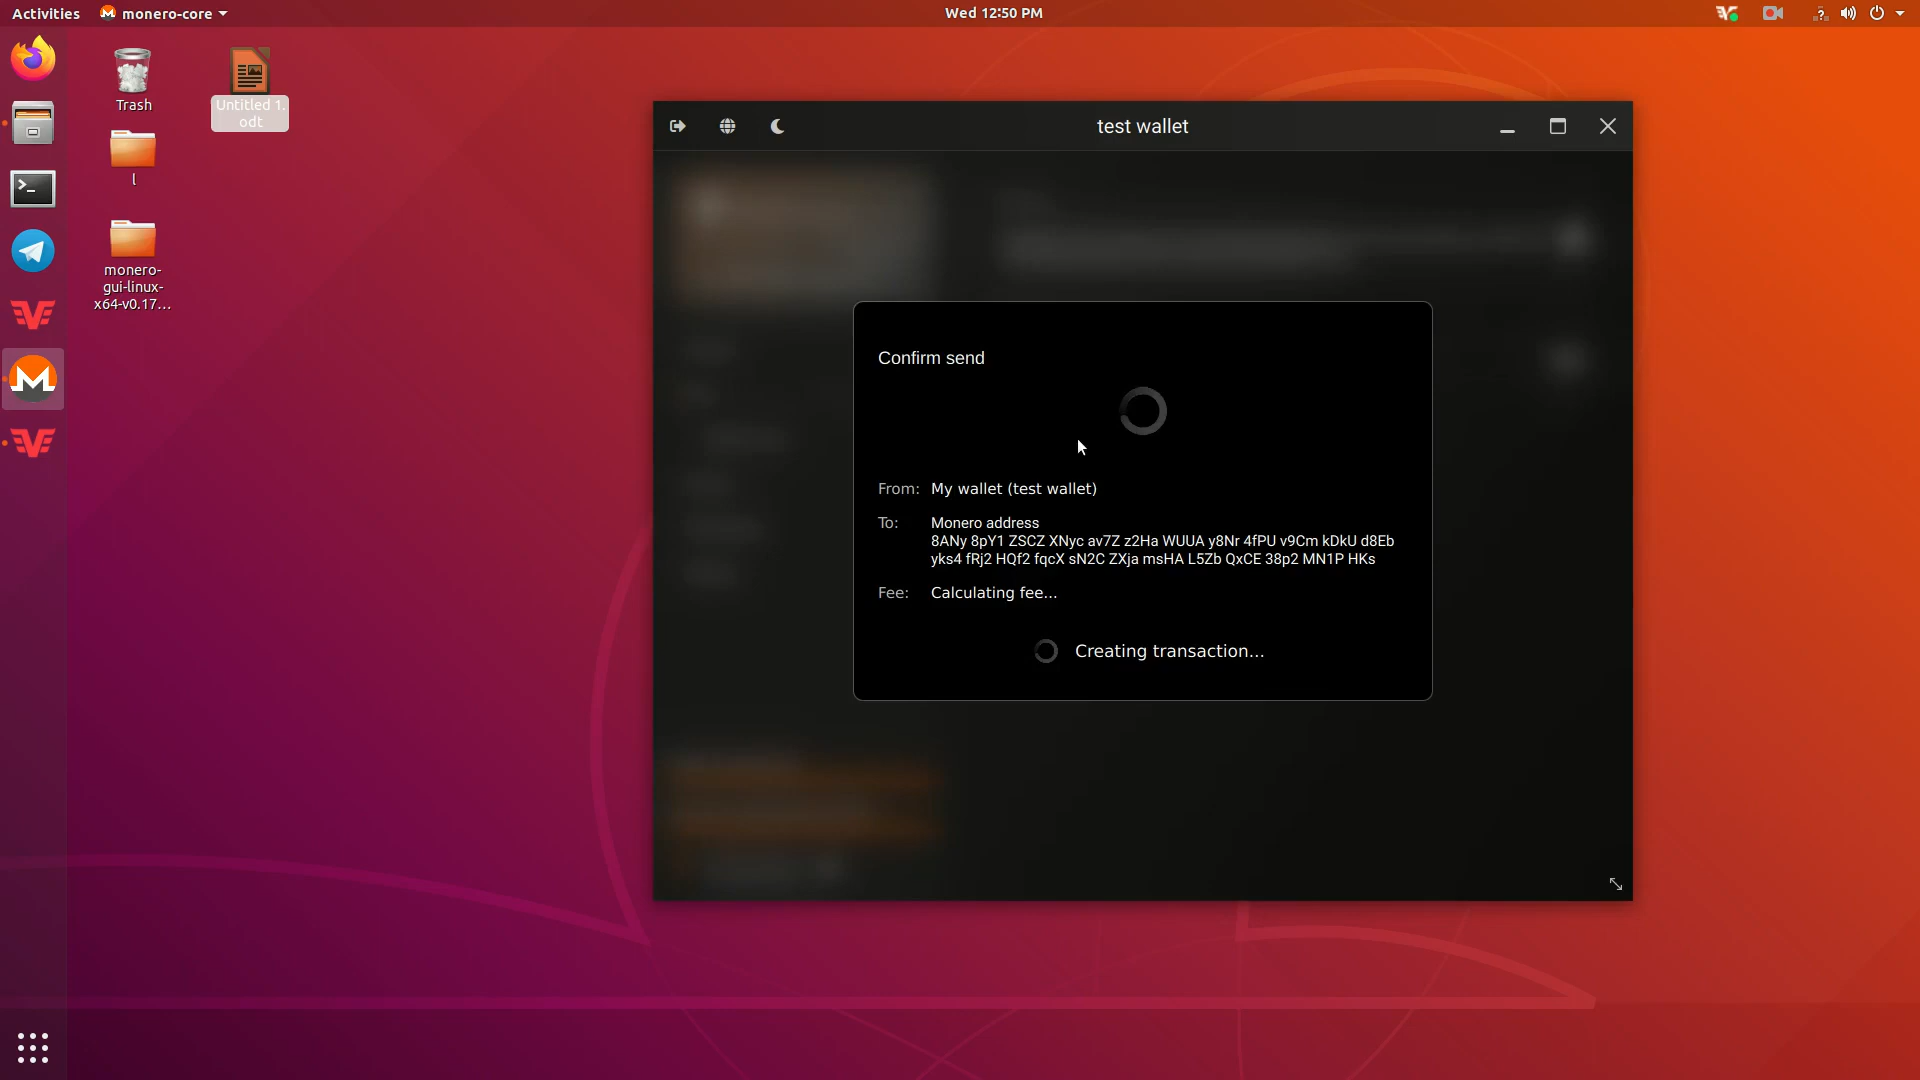 Activities
monero-core
Wed 12:50 PM
Trash
Untitled 1.
odt
l
monero-
gui-linux-
x64-v0.17...
test wallet
Confirm send
From: My wallet (test wallet)
To: Monero address
8ANy 8pY1 ZSCZ XNyc av7Z z2Ha WUUA y8Nr 4fPU v9Cm kDkU d8Eb
yks4 fRj2 HQf2 fqcX sN2C ZXja msHA L5Zb QxCE 38p2 MN1P HKs
Fee: Calculating fee...
Creating transaction...